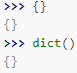 >>> {}
{}
>>> dict()
{}